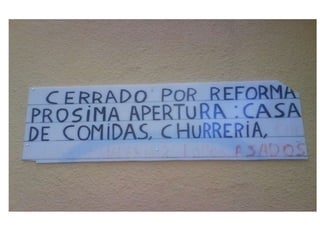 CERRADO POR REFORMA
PROSIMA APERTURA : CASA
DE COMIDAS, CHURRERIA,
ASADOS